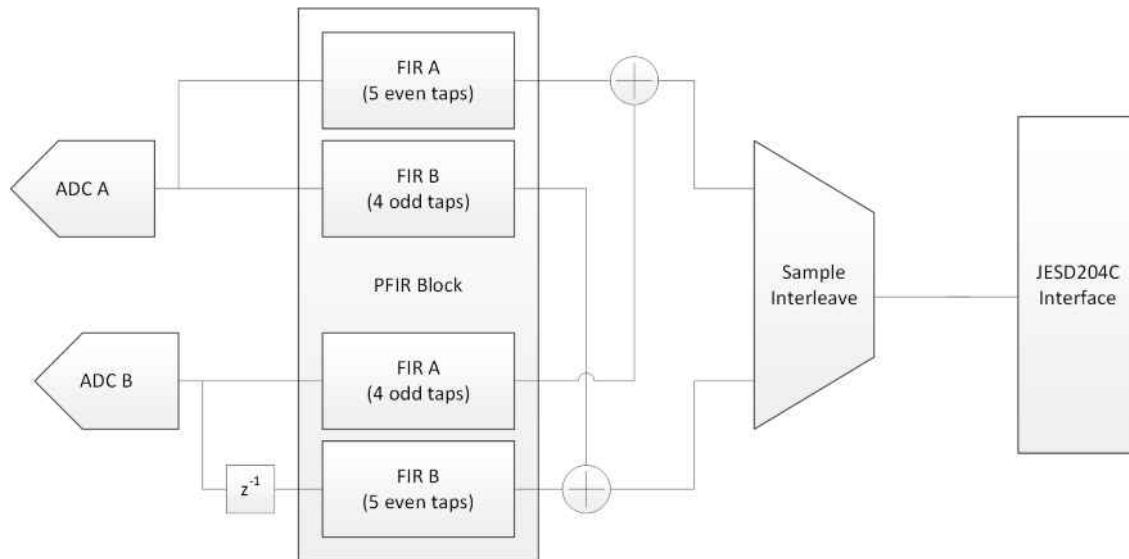 FIR A
(5 even taps)
ADC A
FIR B
(4 odd taps)
PFIR Block
Sample
Interleave
JESD204C
Interface
ADC B
FIR A
(4 odd taps)
z⁻¹
FIR B
(5 even taps)